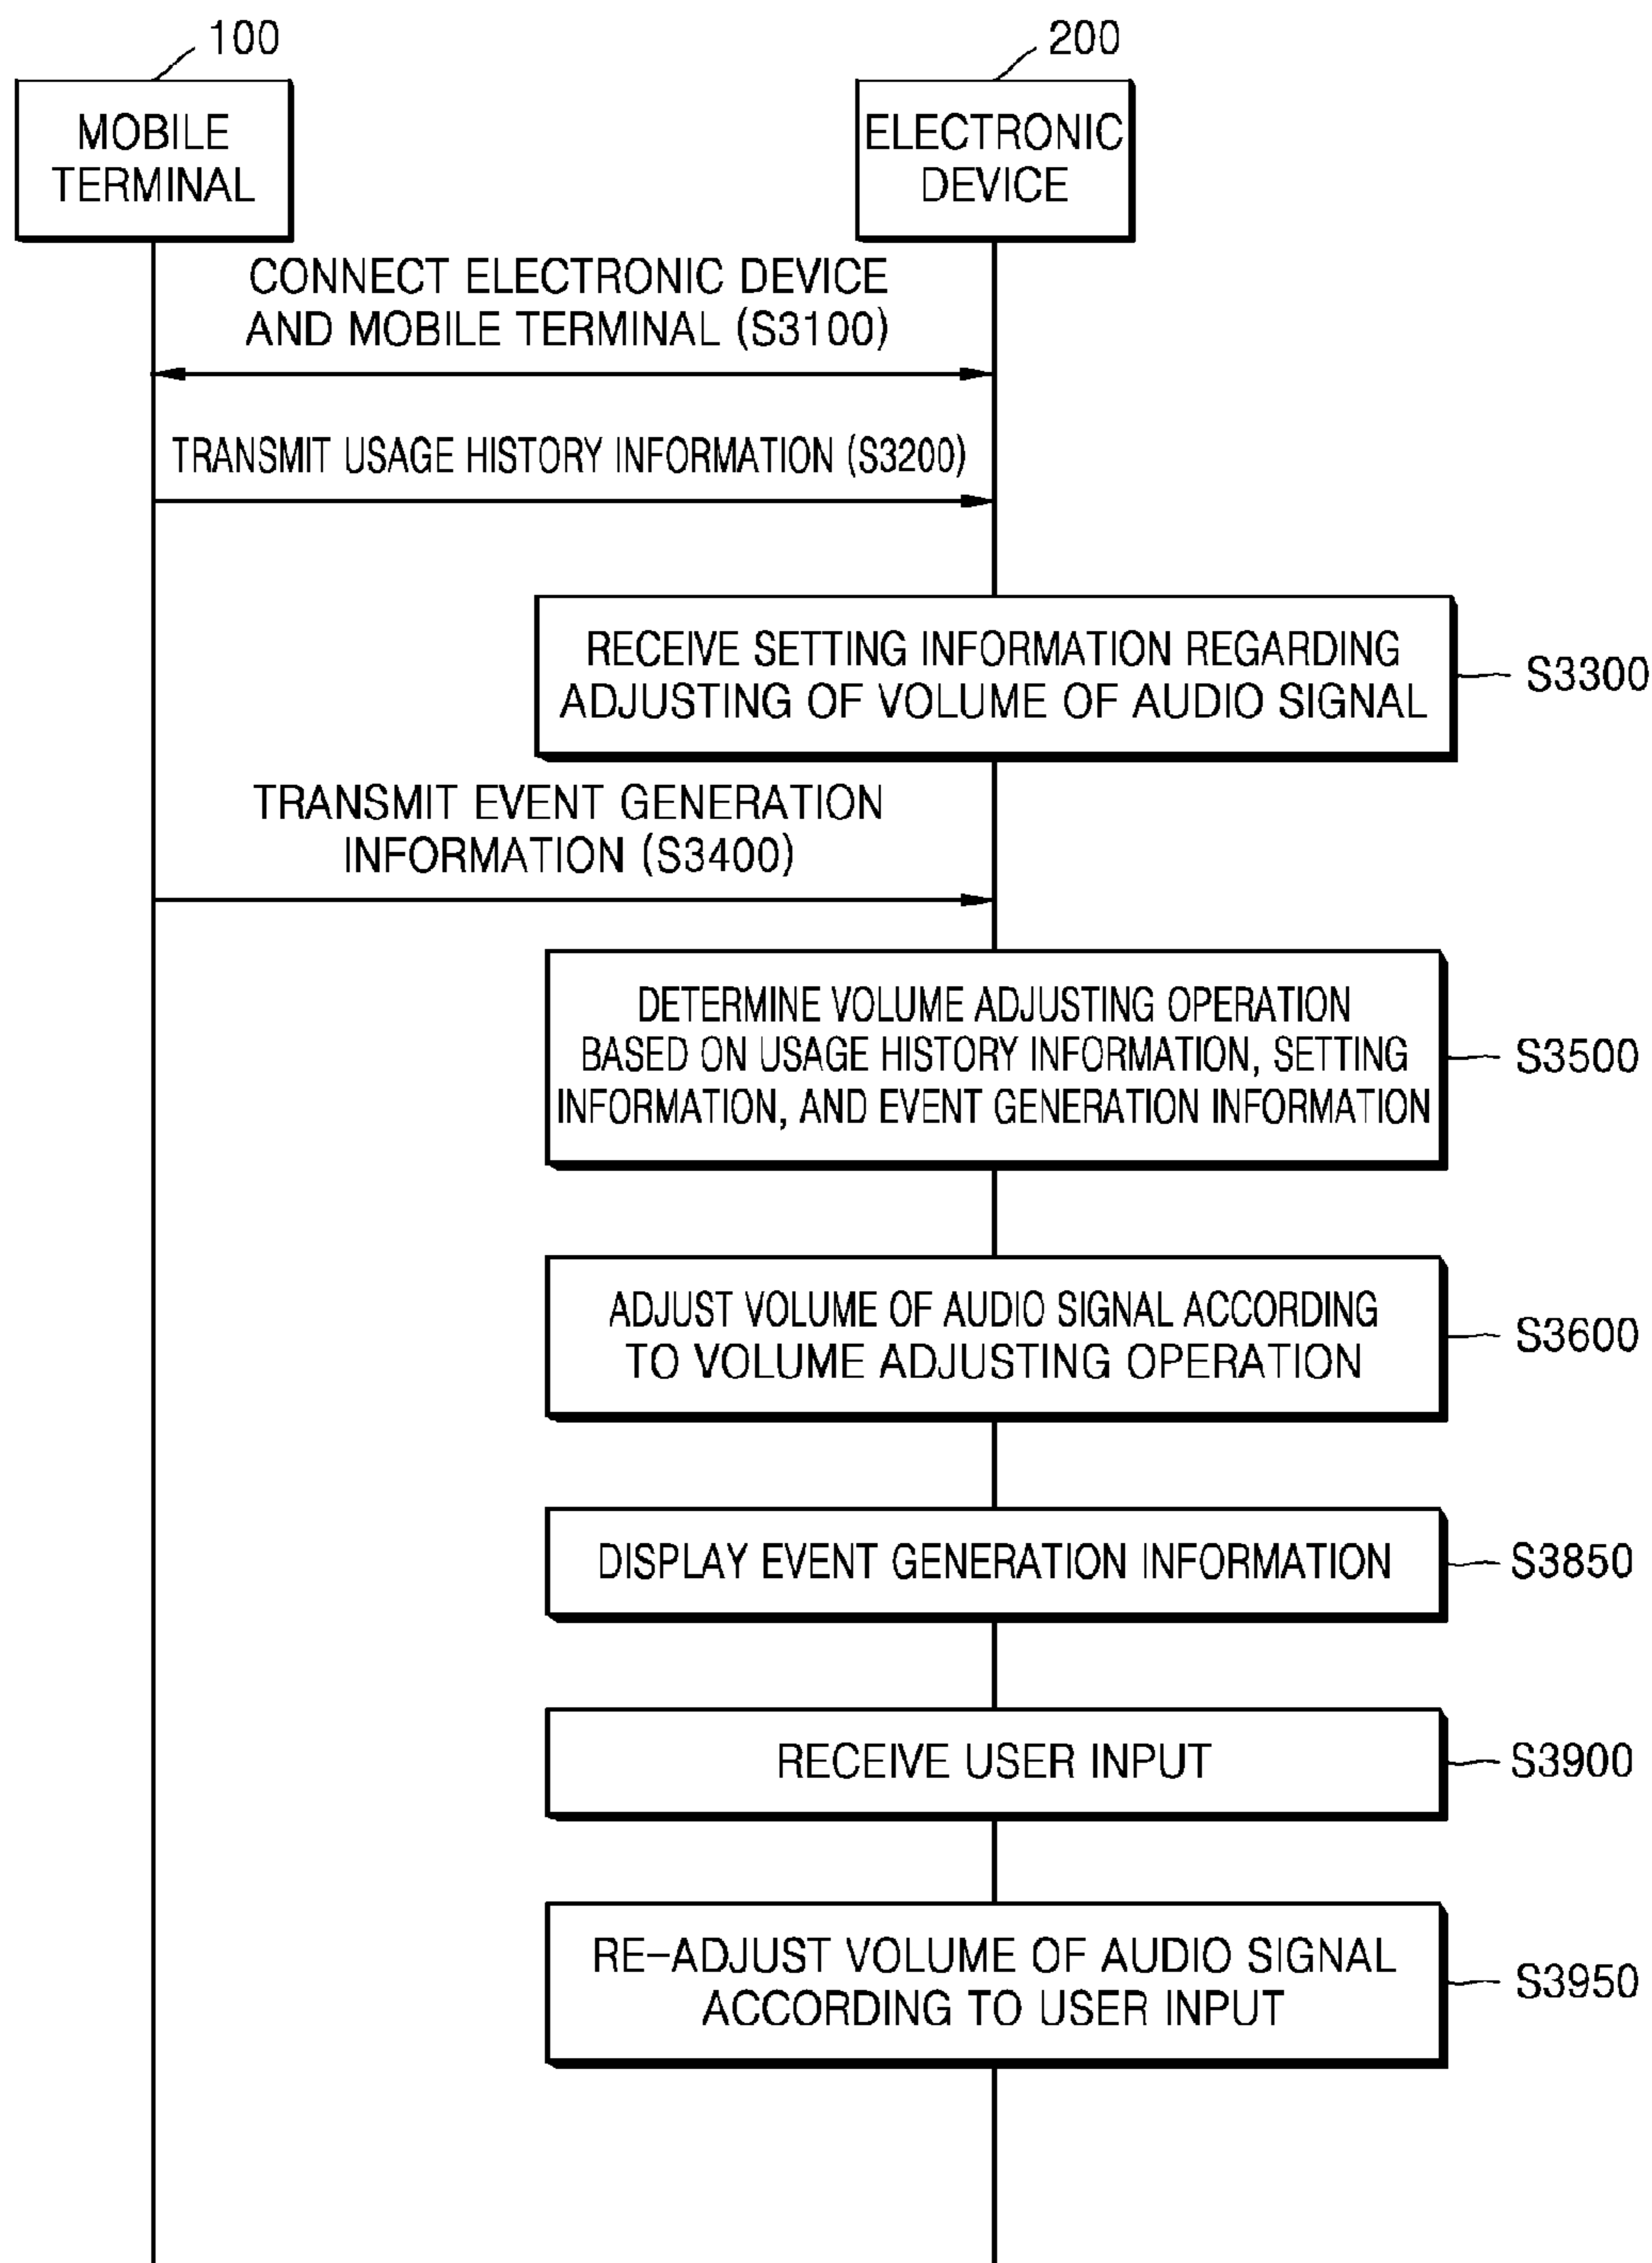 100
200
MOBILE
TERMINAL
ELECTRONIC
DEVICE
CONNECT ELECTRONIC DEVICE
AND MOBILE TERMINAL (S3100)
TRANSMIT USAGE HISTORY INFORMATION (S3200)
RECEIVE SETTING INFORMATION REGARDING
ADJUSTING OF VOLUME OF AUDIO SIGNAL
S3300
TRANSMIT EVENT GENERATION
INFORMATION (S3400)
DETERMINE VOLUME ADJUSTING OPERATION
BASED ON USAGE HISTORY INFORMATION, SETTING
INFORMATION, AND EVENT GENERATION INFORMATION
S3500
ADJUST VOLUME OF AUDIO SIGNAL ACCORDING
TO VOLUME ADJUSTING OPERATION
S3600
DISPLAY EVENT GENERATION INFORMATION
S3850
RECEIVE USER INPUT
S3900
RE-ADJUST VOLUME OF AUDIO SIGNAL
ACCORDING TO USER INPUT
S3950